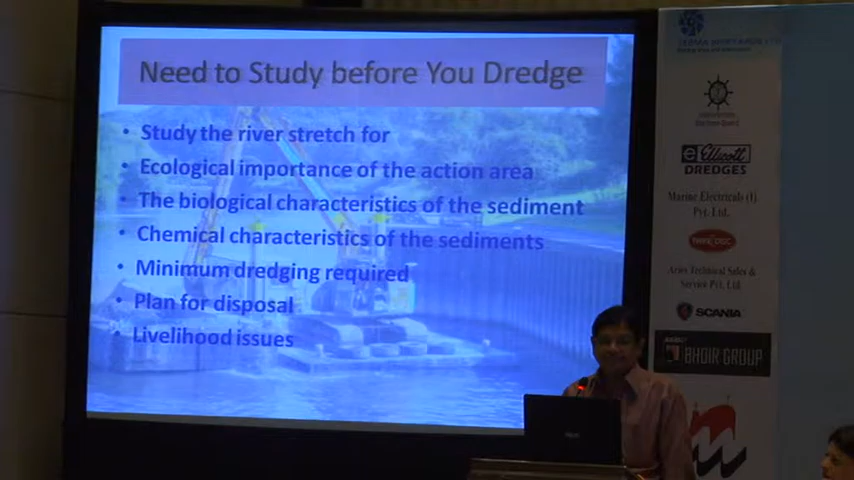 Need to Study before You Dredge
• Study the river stretch for
• Ecological importance of the action area
• The biological characteristics of the sediment
• Chemical characteristics of the sediments
• Minimum dredging required
• Plan for disposal
• Livelihood issues
Ellicott
DREDGES
Marine Electricals (I)
Pvt. Ltd.
Aries Technical Sales &
Service Pvt. Ltd.
SCANIA
BHOIR GROUP